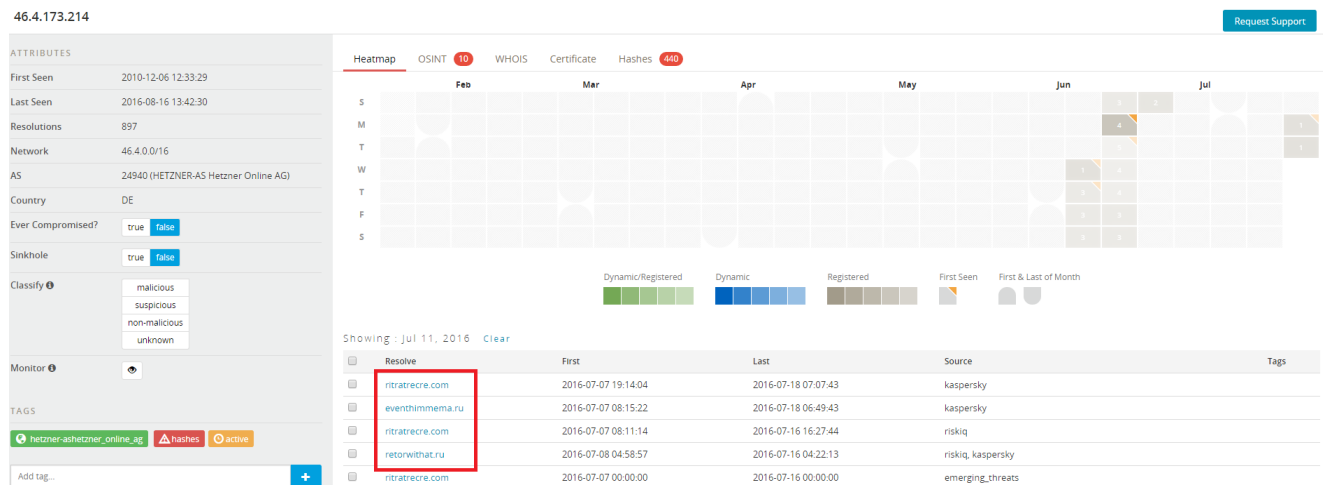 46.4.173.214
Request Support
ATTRIBUTES
First Seen 2010-12-06 12:33:29
Last Seen 2016-08-16 13:42:30
Resolutions 897
Network 46.4.0.0/16
AS 24940 (HETZNER-AS Hetzner Online AG)
Country DE
Ever Compromised? true false
Sinkhole true false
Classify malicious
suspicious
non-malicious
unknown
Monitor
TAGS
hetzner-ashetzner_online_ag hashes active
Add tag... +
Heatmap OSINT 10 WHOIS Certificate Hashes 440
Feb Mar Apr May Jun Jul
S
M 4 1
T 1
W
T
F
S
Dynamic/Registered Dynamic Registered First Seen First & Last of Month
Showing : Jul 11, 2016 Clear
Resolve First Last Source Tags
ritratrecre.com 2016-07-07 19:14:04 2016-07-18 07:07:43 kaspersky
eventhimmema.ru 2016-07-07 08:15:22 2016-07-18 06:49:43 kaspersky
ritratrecre.com 2016-07-07 08:11:14 2016-07-16 16:27:44 riskiq
retorwithat.ru 2016-07-08 04:58:57 2016-07-16 04:22:13 riskiq, kaspersky
ritratrecre.com 2016-07-07 00:00:00 2016-07-16 00:00:00 emerging_threats